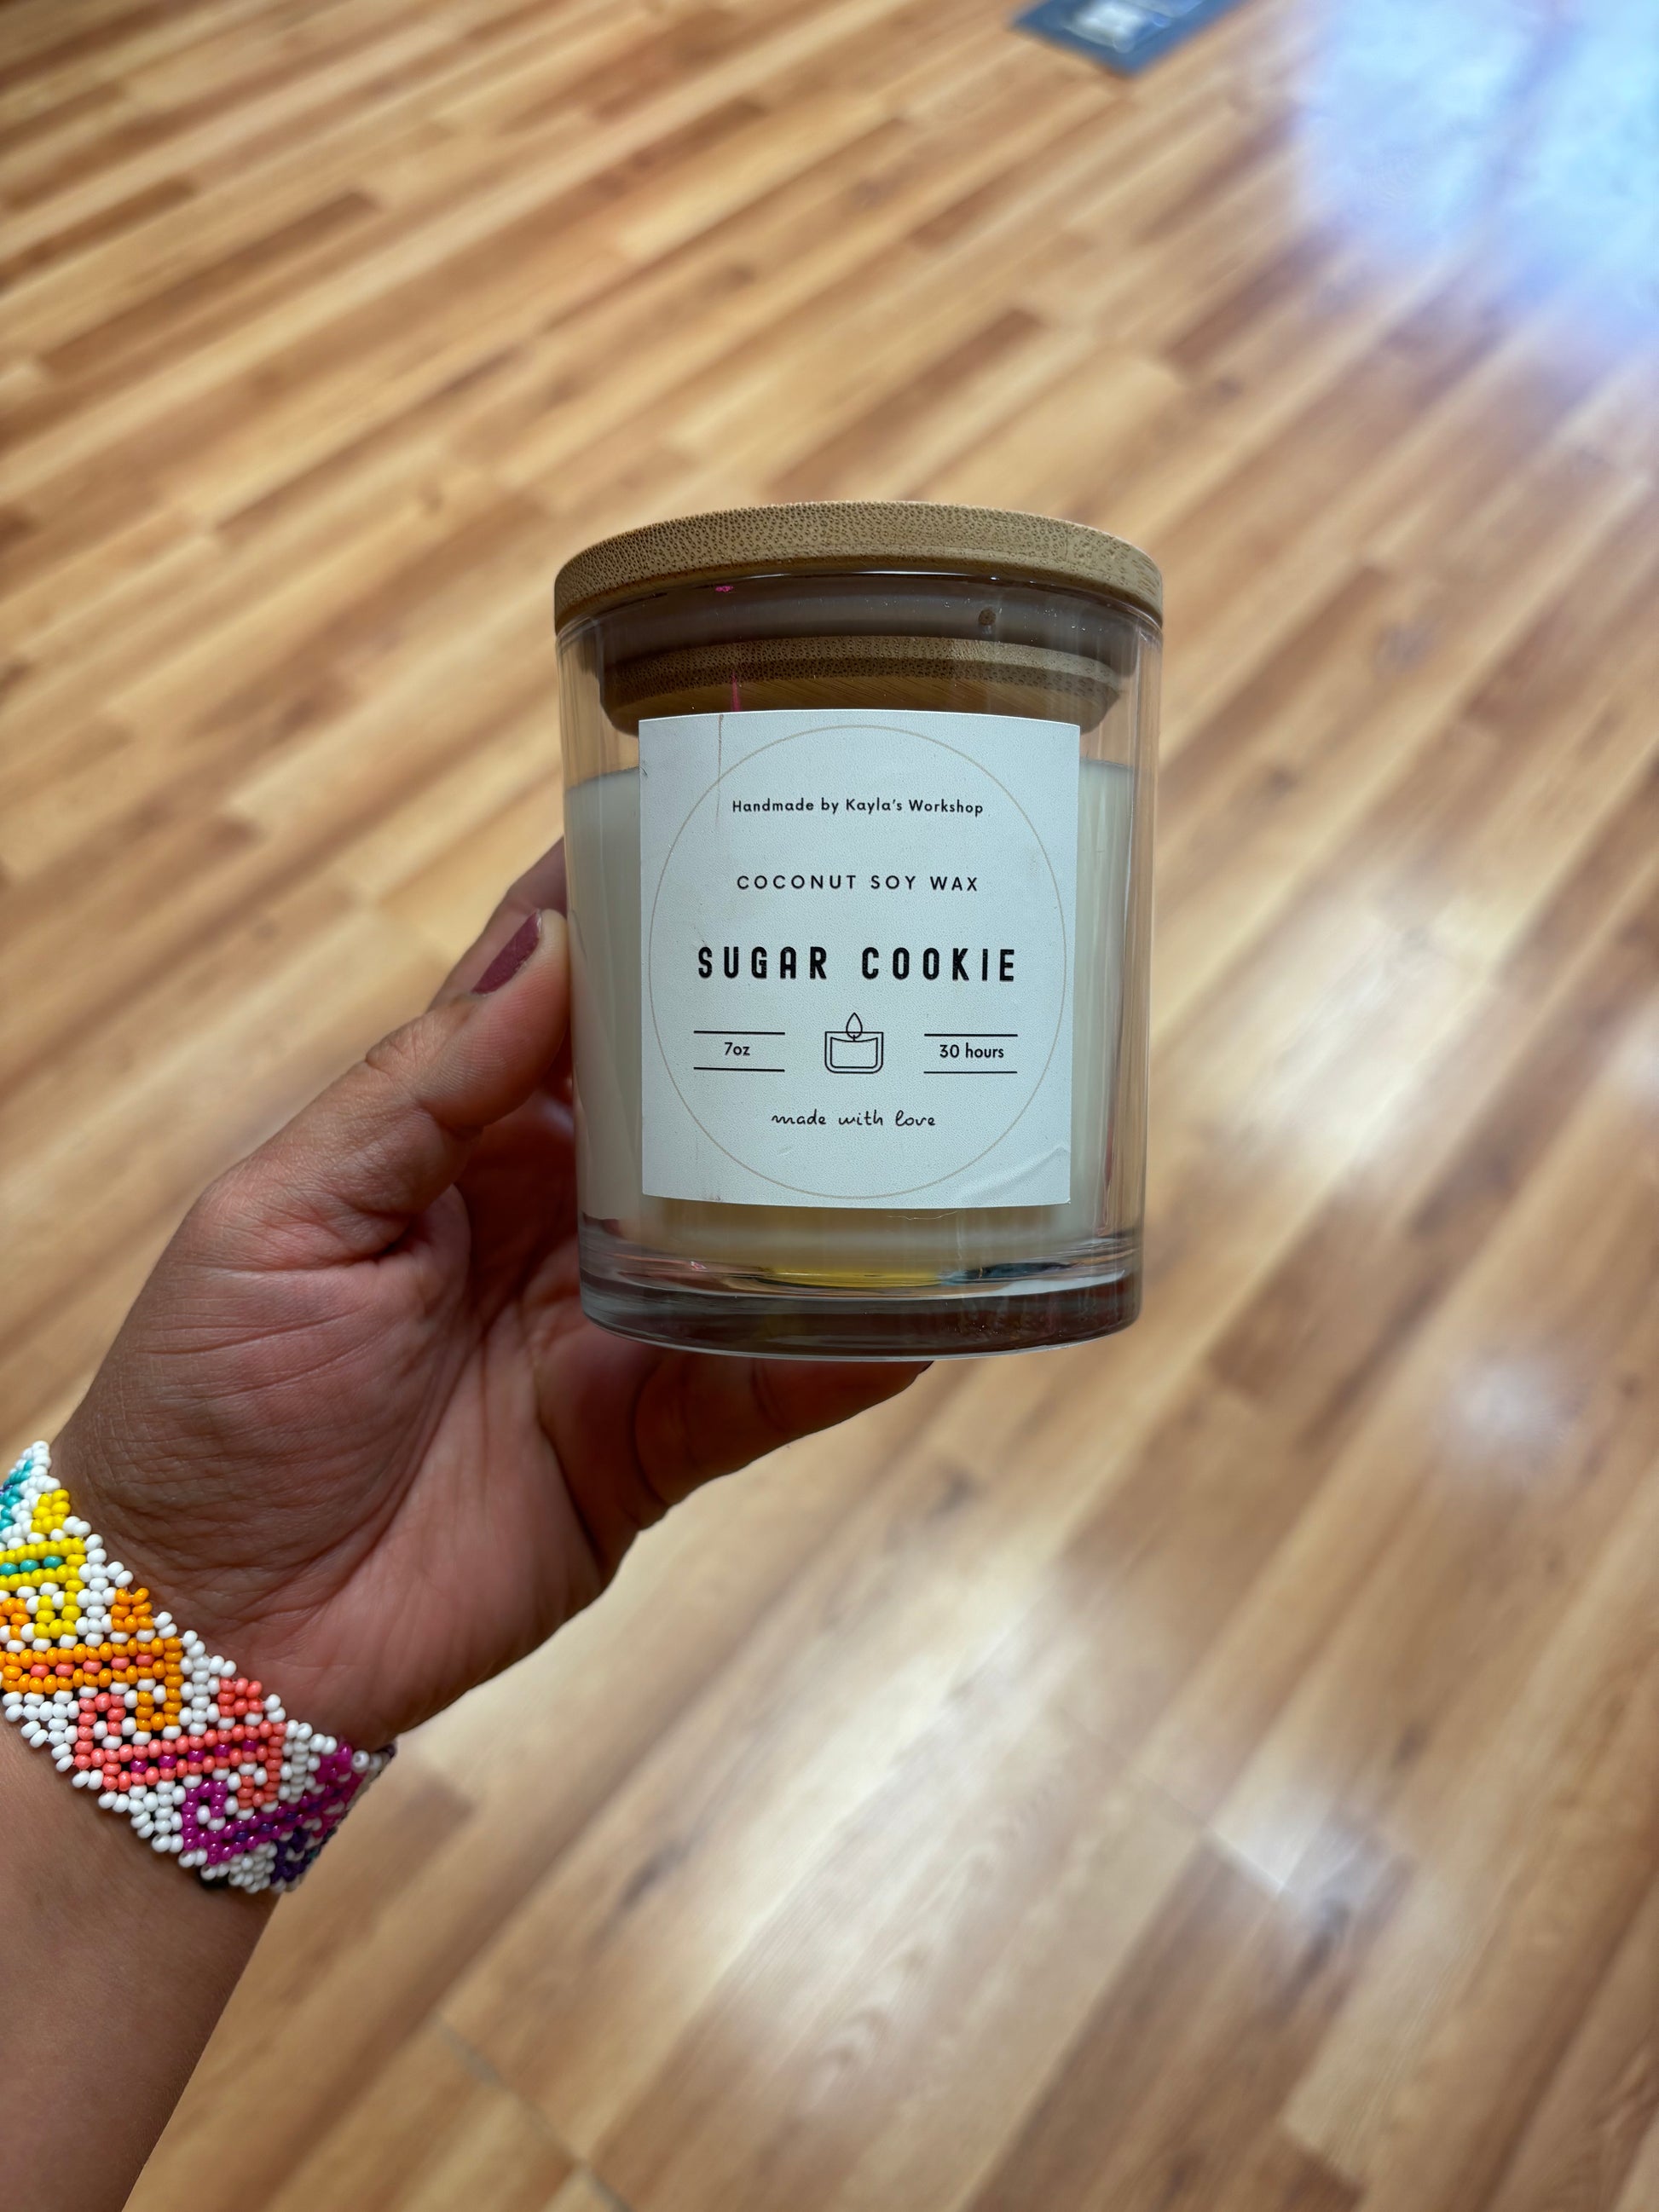 Handmade by Kayla's Workshop
COCONUT SOY WAX
SUGAR COOKIE
7oz
30 hours
made with love